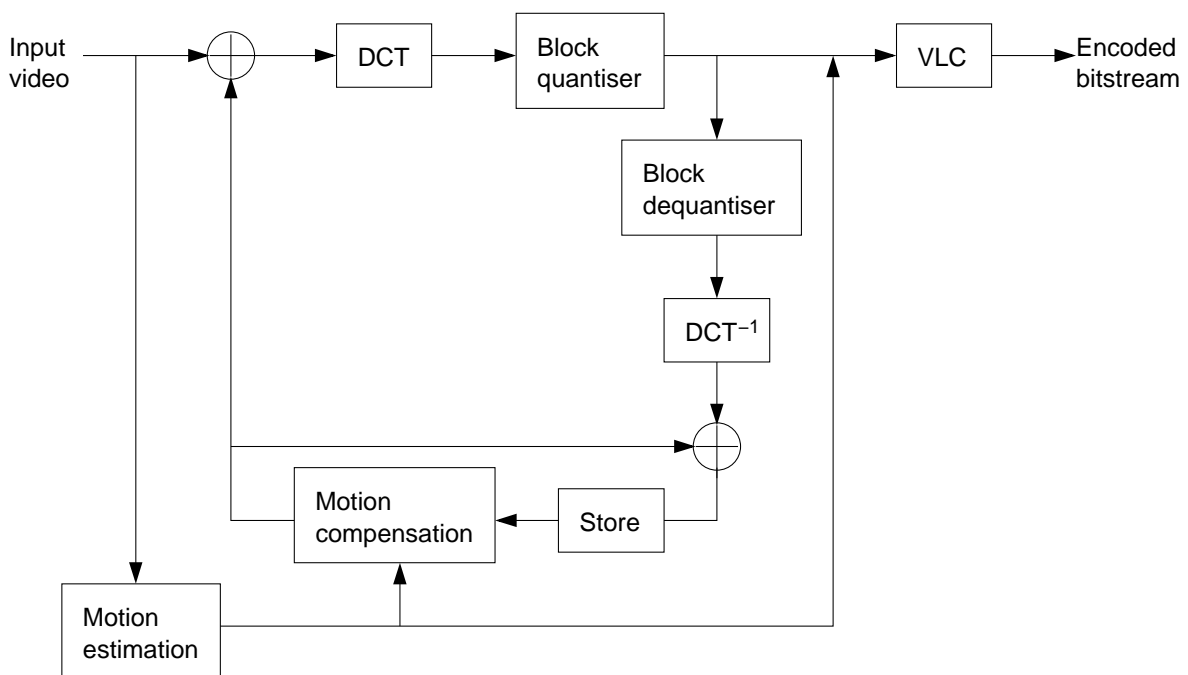 Input
video
DCT
Block
quantiser
VLC
Encoded
bitstream
Block
dequantiser
DCT⁻¹
Motion
compensation
Store
Motion
estimation